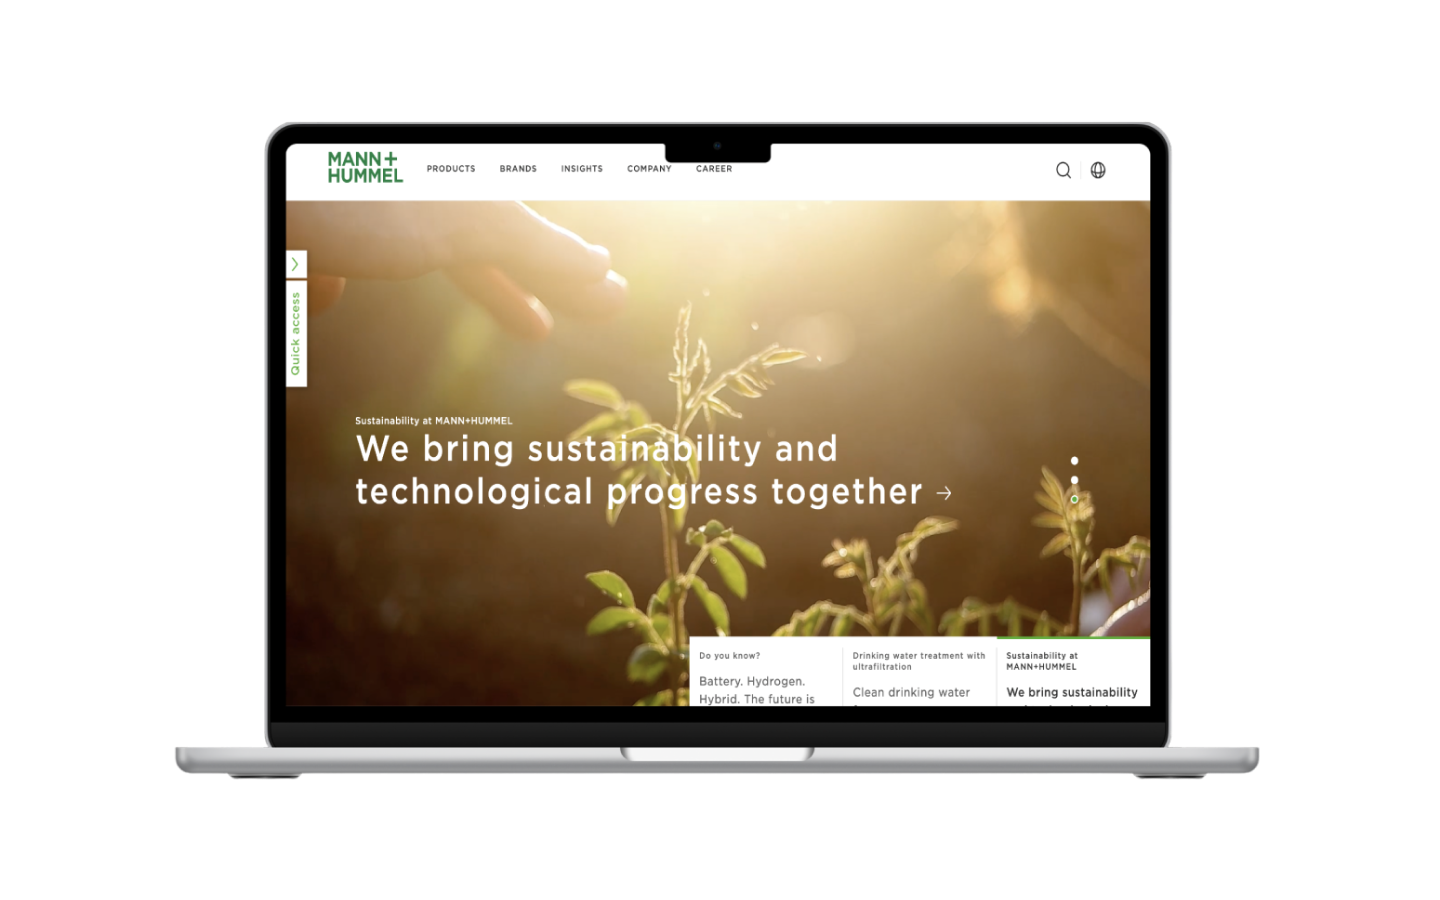 MANN+
HUMMEL
PRODUCTS
BRANDS
INSIGHTS
COMPANY
CAREER
Quick access
Sustainability at MANN+HUMMEL
We bring sustainability and
technological progress together →
Do you know?
Battery. Hydrogen.
Hybrid. The future is
Drinking water treatment with
ultrafiltration
Clean drinking water
Sustainability at
MANN+HUMMEL
We bring sustainability